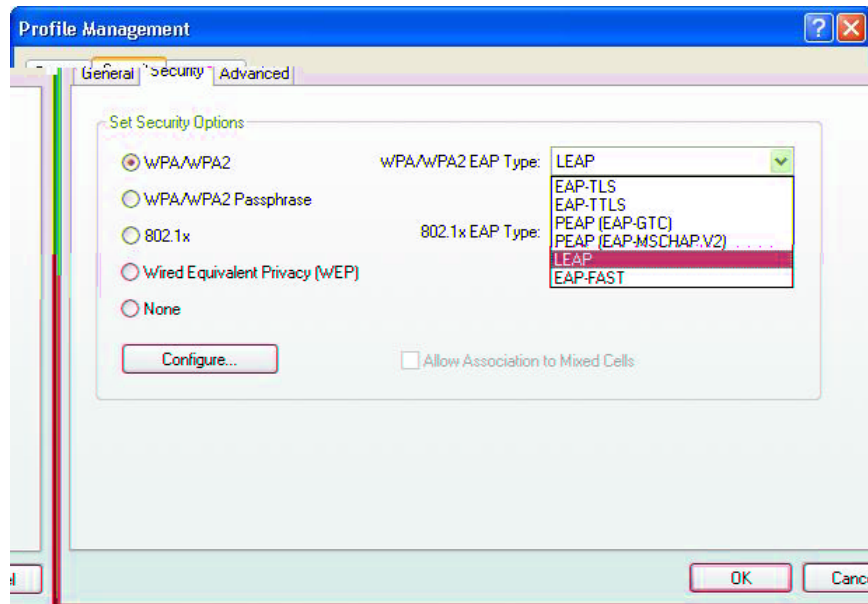 Profile Management
General Security Advanced
Set Security Options
WPA/WPA2
WPA/WPA2 EAP Type: LEAP
EAP-TLS
EAP-TTLS
PEAP (EAP-GTC)
PEAP (EAP-MSCHAP V2)
LEAP
EAP-FAST
WPA/WPA2 Passphrase
802.1x
802.1x EAP Type:
Wired Equivalent Privacy (WEP)
None
Configure...
Allow Association to Mixed Cells
OK
Canc